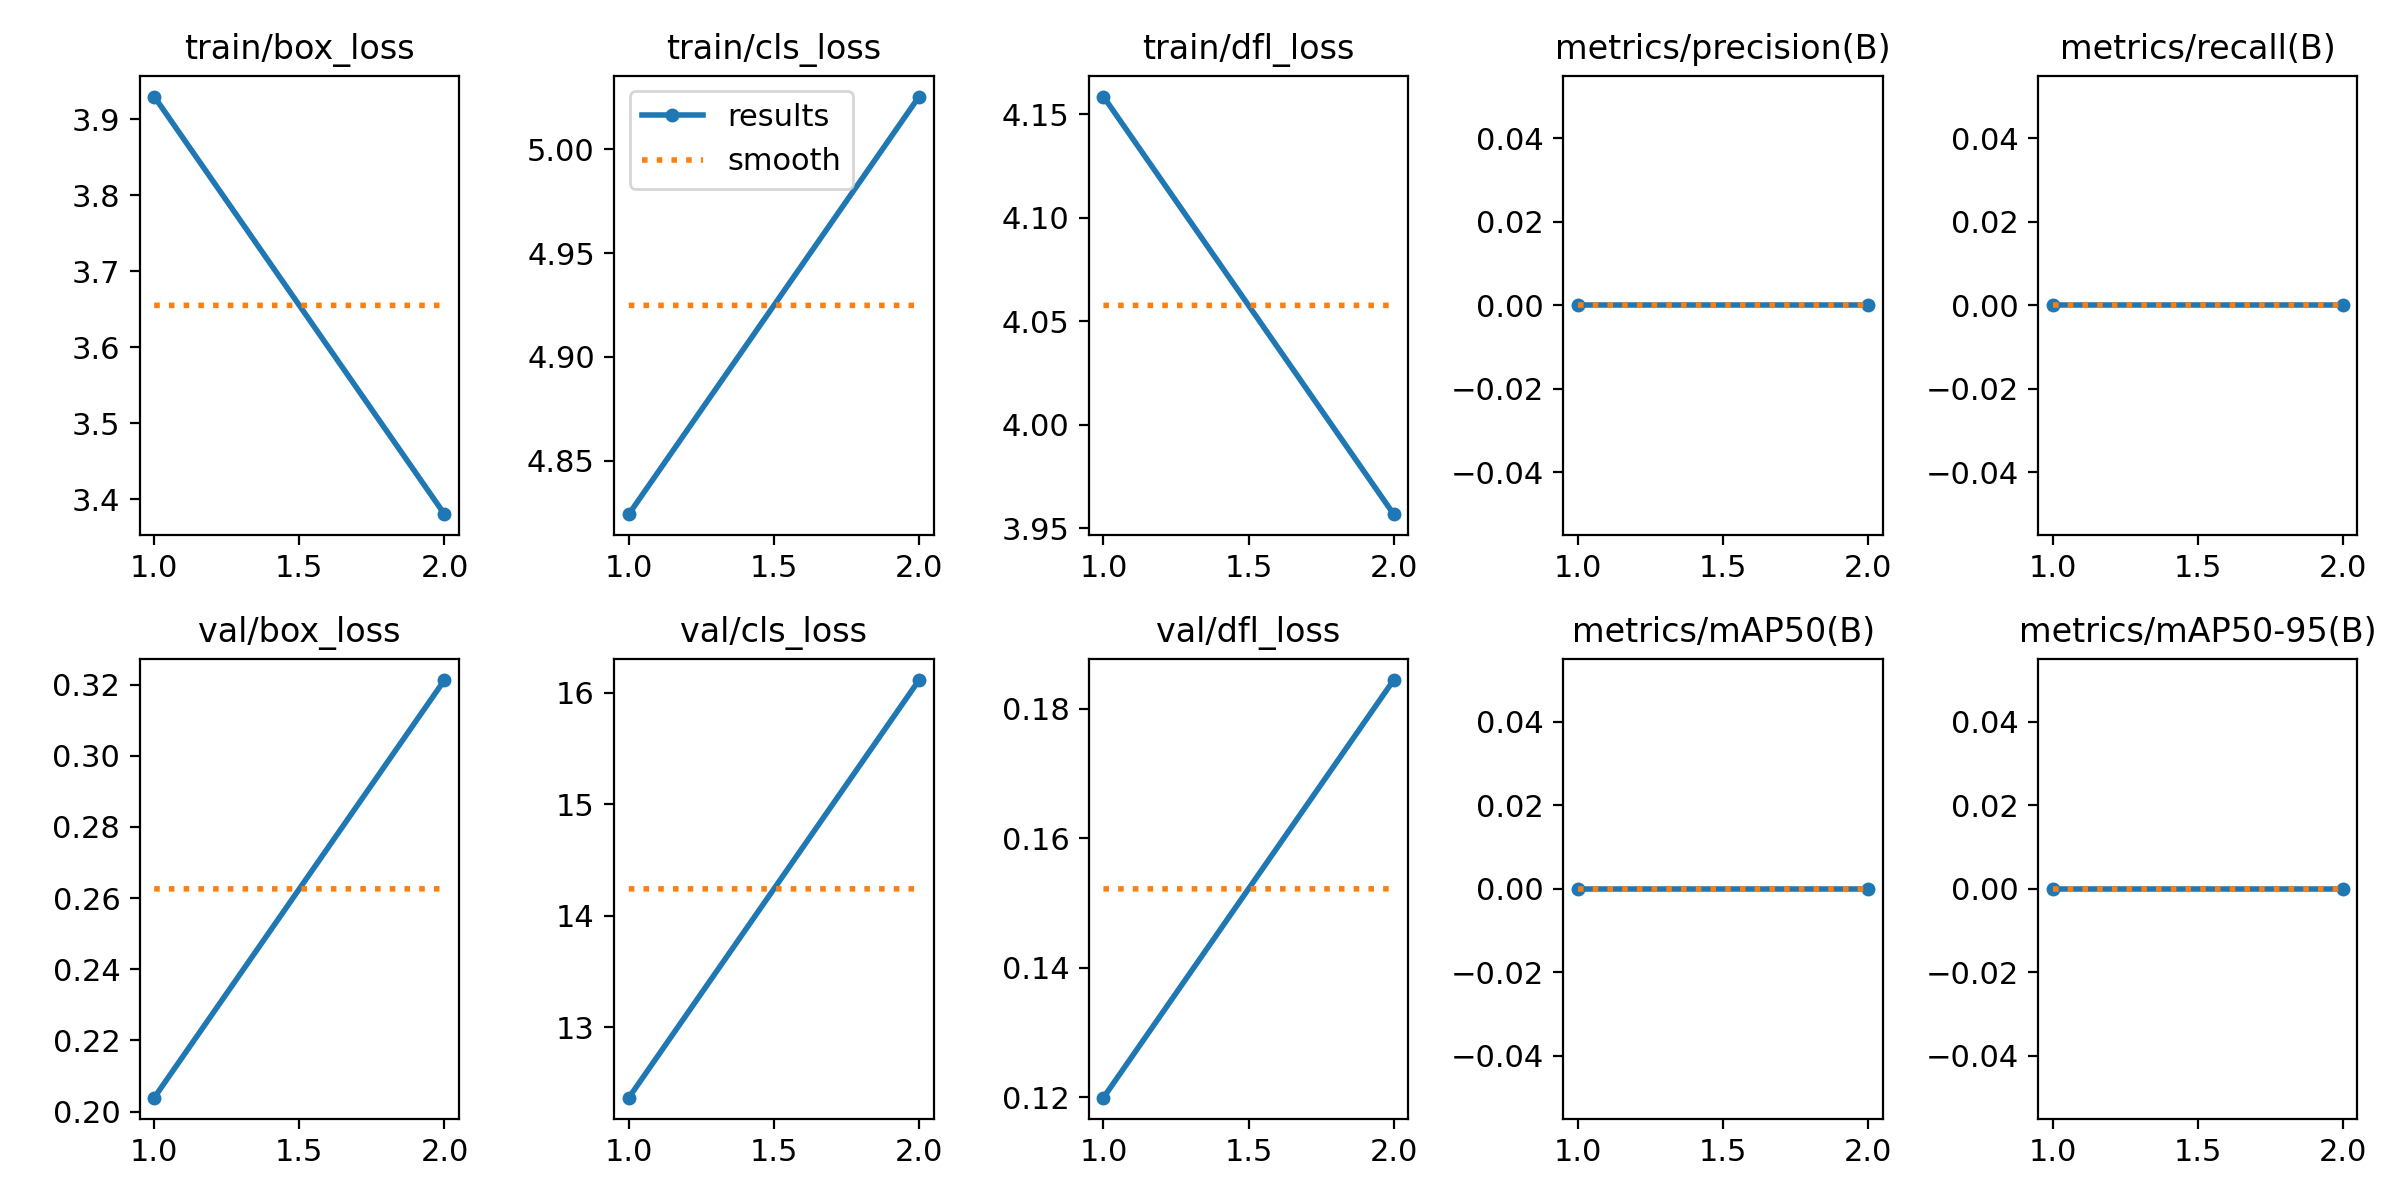 train/box_loss
3.9
3.8
3.7
3.6
3.5
3.4
1.0 1.5 2.0
train/cls_loss
results
smooth
5.00
4.95
4.90
4.85
1.0 1.5 2.0
train/dfl_loss
4.15
4.10
4.05
4.00
3.95
1.0 1.5 2.0
metrics/precision(B)
0.04
0.02
0.00
−0.02
−0.04
1.0 1.5 2.0
metrics/recall(B)
0.04
0.02
0.00
−0.02
−0.04
1.0 1.5 2.0
val/box_loss
0.32
0.30
0.28
0.26
0.24
0.22
0.20
1.0 1.5 2.0
val/cls_loss
16
15
14
13
1.0 1.5 2.0
val/dfl_loss
0.18
0.16
0.14
0.12
1.0 1.5 2.0
metrics/mAP50(B)
0.04
0.02
0.00
−0.02
−0.04
1.0 1.5 2.0
metrics/mAP50-95(B)
0.04
0.02
0.00
−0.02
−0.04
1.0 1.5 2.0